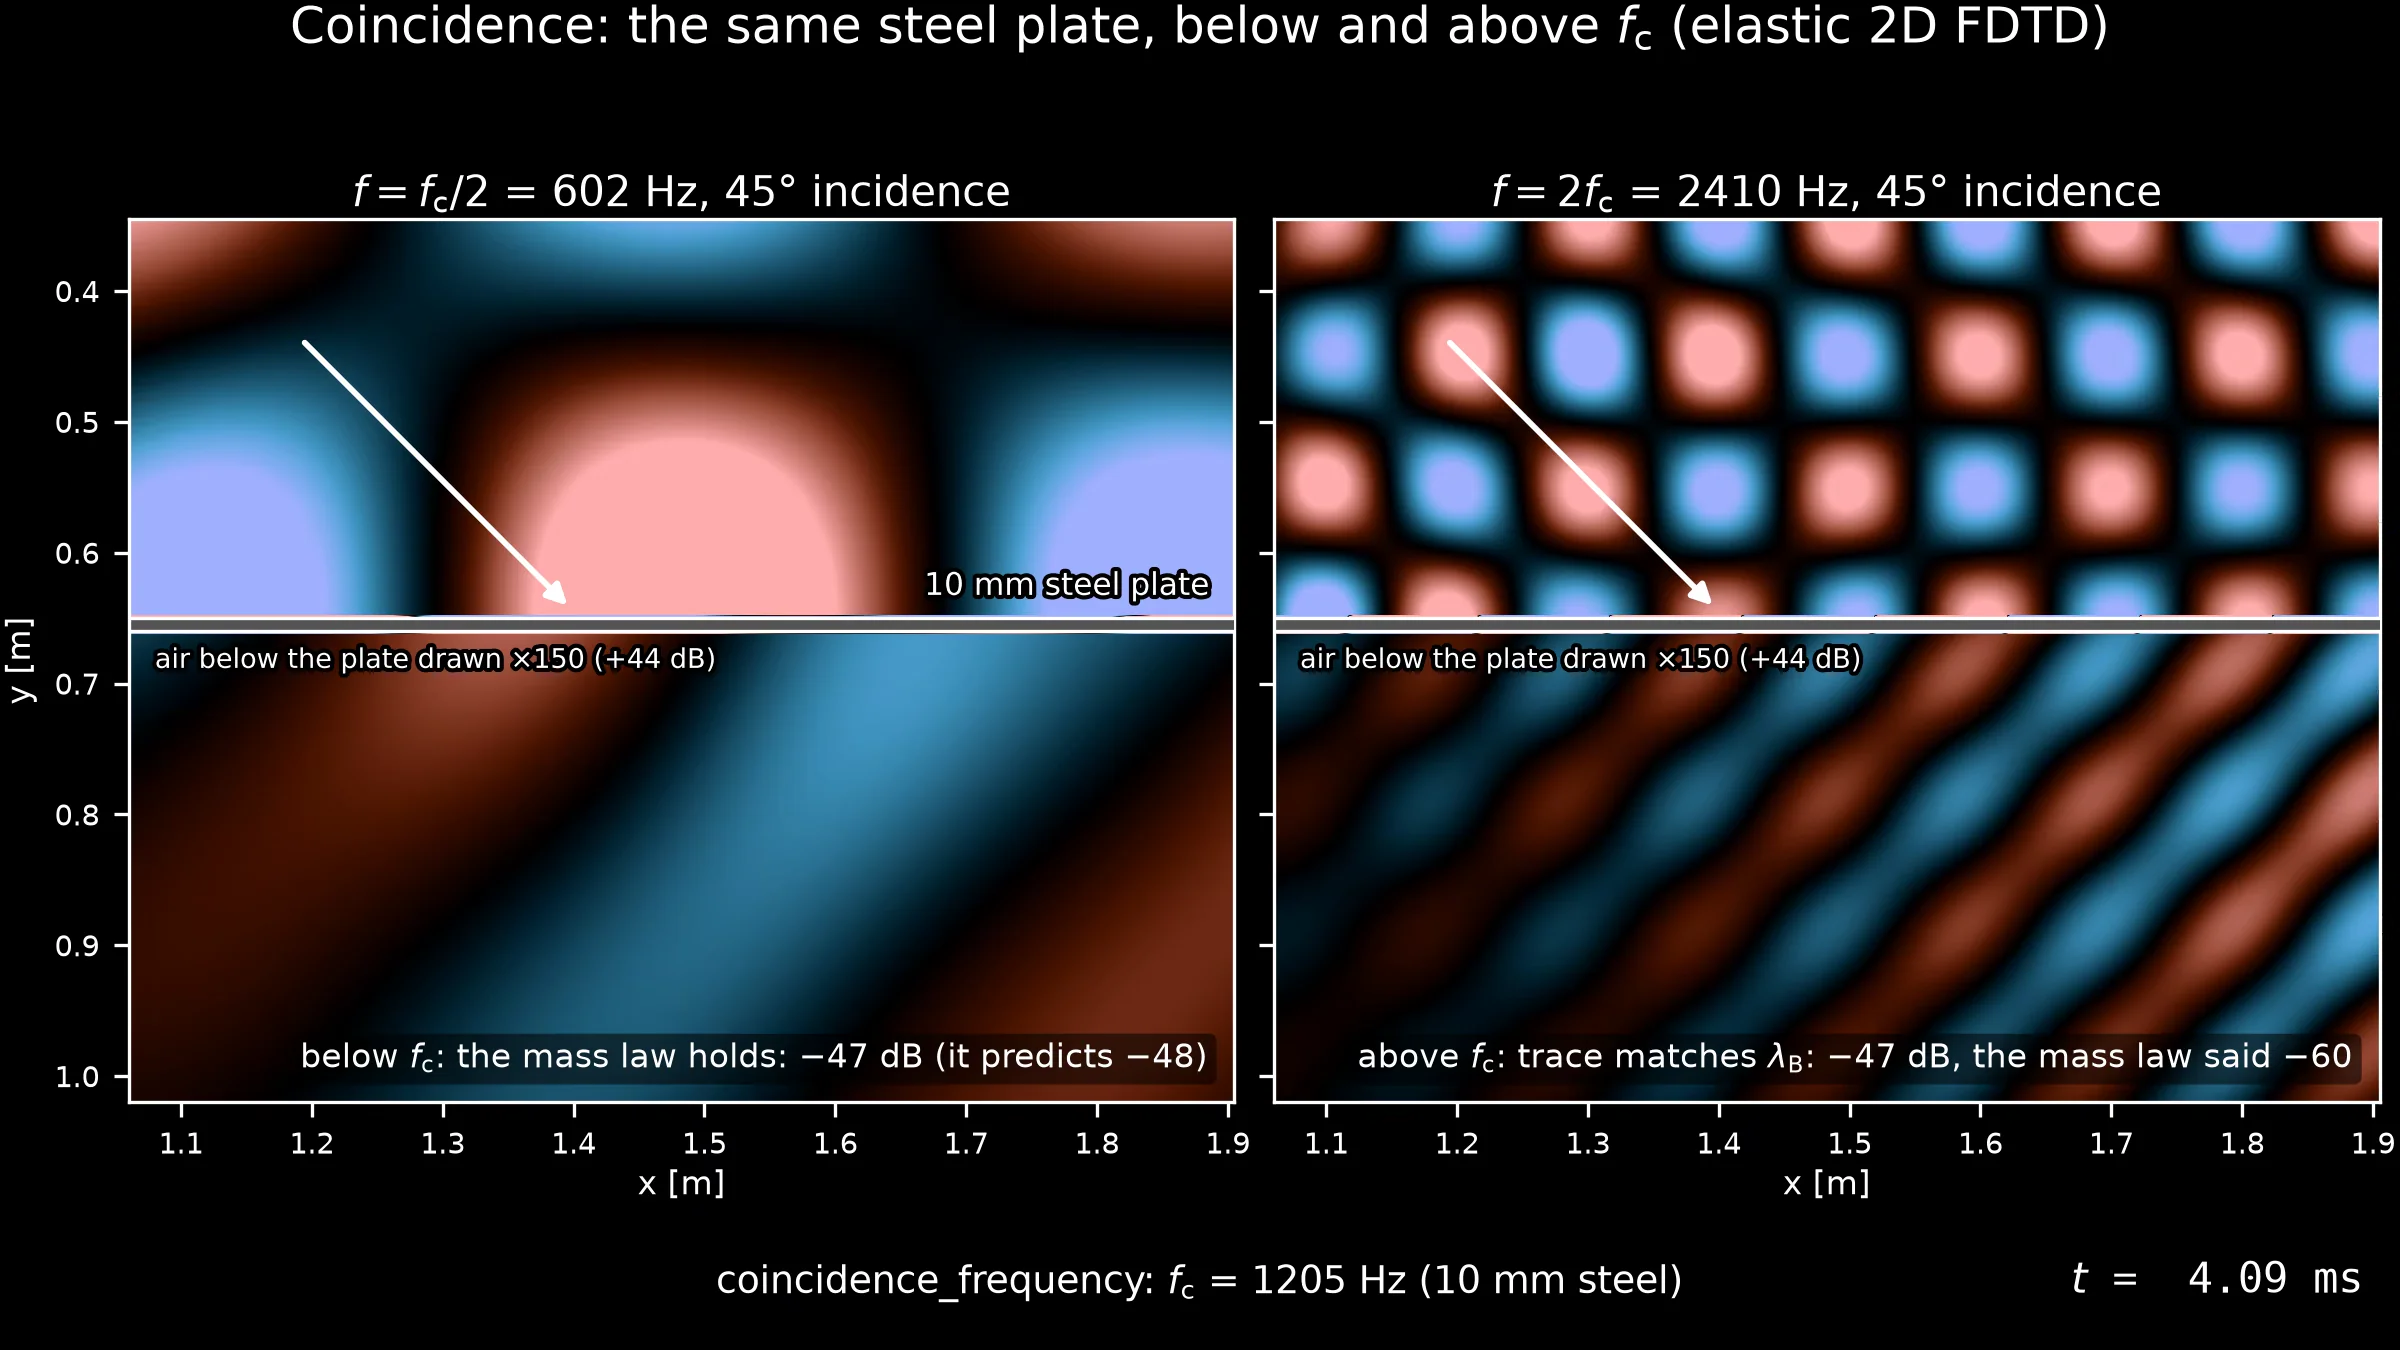 Coincidence: the same steel plate, below and above fc (elastic 2D FDTD)
f = fc/2 = 602 Hz, 45° incidence
f = 2fc = 2410 Hz, 45° incidence
0.4
0.5
0.6
0.7
0.8
0.9
1.0
y [m]
10 mm steel plate
air below the plate drawn ×150 (+44 dB)
air below the plate drawn ×150 (+44 dB)
below fc: the mass law holds: −47 dB (it predicts −48)
above fc: trace matches λB: −47 dB, the mass law said −60
1.1 1.2 1.3 1.4 1.5 1.6 1.7 1.8 1.9
1.1 1.2 1.3 1.4 1.5 1.6 1.7 1.8 1.9
x [m]
x [m]
coincidence_frequency: fc = 1205 Hz (10 mm steel)
t = 4.09 ms